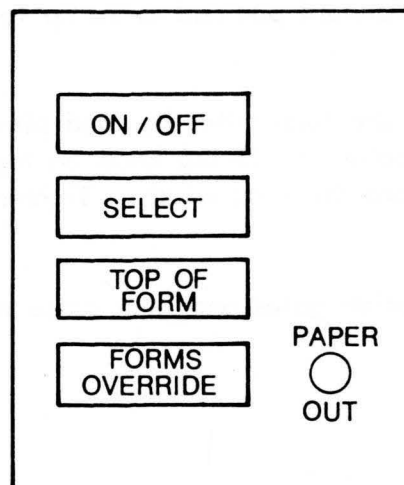 ON / OFF
SELECT
TOP OF
FORM
FORMS
OVERRIDE
PAPER
OUT